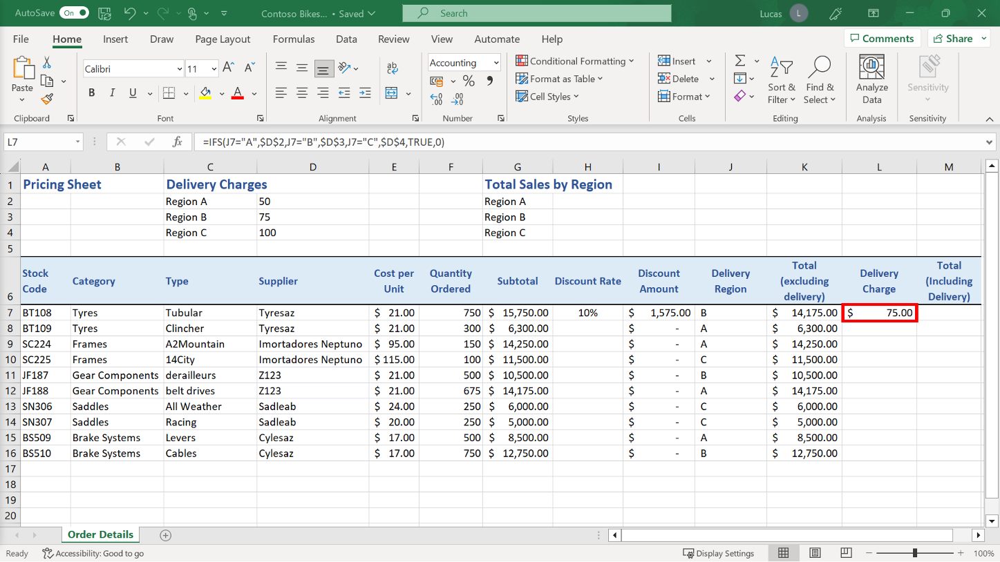 AutoSave On Contoso Bikes... • Saved Search Lucas L
File Home Insert Draw Page Layout Formulas Data Review View Automate Help Comments Share
Paste
Clipboard
Calibri 11 A A
B I U A
Font
ab
Alignment
Accounting
% 9
.00 .00
Number
Conditional Formatting
Format as Table
Cell Styles
Styles
Insert
Delete
Format
Cells
Sort & Filter
Find & Select
Editing
Analyze Data
Analysis
Sensitivity
Sensitivity
L7 fx =IFS(J7="A",$D$2,J7="B",$D$3,J7="C",$D$4,TRUE,0)
A B C D E F G H I J K L M
1 Pricing Sheet Delivery Charges Total Sales by Region
2 Region A 50 Region A
3 Region B 75 Region B
4 Region C 100 Region C
5
6 Stock Code Category Type Supplier Cost per Unit Quantity Ordered Subtotal Discount Rate Discount Amount Delivery Region Total (excluding delivery) Delivery Charge Total (Including Delivery)
7 BT108 Tyres Tubular Tyresaz $ 21.00 750 $ 15,750.00 10% $ 1,575.00 B $ 14,175.00 $ 75.00
8 BT109 Tyres Clincher Tyresaz $ 21.00 300 $ 6,300.00 $ - A $ 6,300.00
9 SC224 Frames A2Mountain Imortadores Neptuno $ 95.00 150 $ 14,250.00 $ - A $ 14,250.00
10 SC225 Frames 14City Imortadores Neptuno $ 115.00 100 $ 11,500.00 $ - C $ 11,500.00
11 JF187 Gear Components derailleurs Z123 $ 21.00 500 $ 10,500.00 $ - B $ 10,500.00
12 JF188 Gear Components belt drives Z123 $ 21.00 675 $ 14,175.00 $ - A $ 14,175.00
13 SN306 Saddles All Weather Sadleab $ 24.00 250 $ 6,000.00 $ - C $ 6,000.00
14 SN307 Saddles Racing Sadleab $ 20.00 250 $ 5,000.00 $ - C $ 5,000.00
15 BS509 Brake Systems Levers Cylesaz $ 17.00 500 $ 8,500.00 $ - A $ 8,500.00
16 BS510 Brake Systems Cables Cylesaz $ 17.00 750 $ 12,750.00 $ - B $ 12,750.00
17
18
19
20
Order Details
Ready Accessibility: Good to go Display Settings 100%